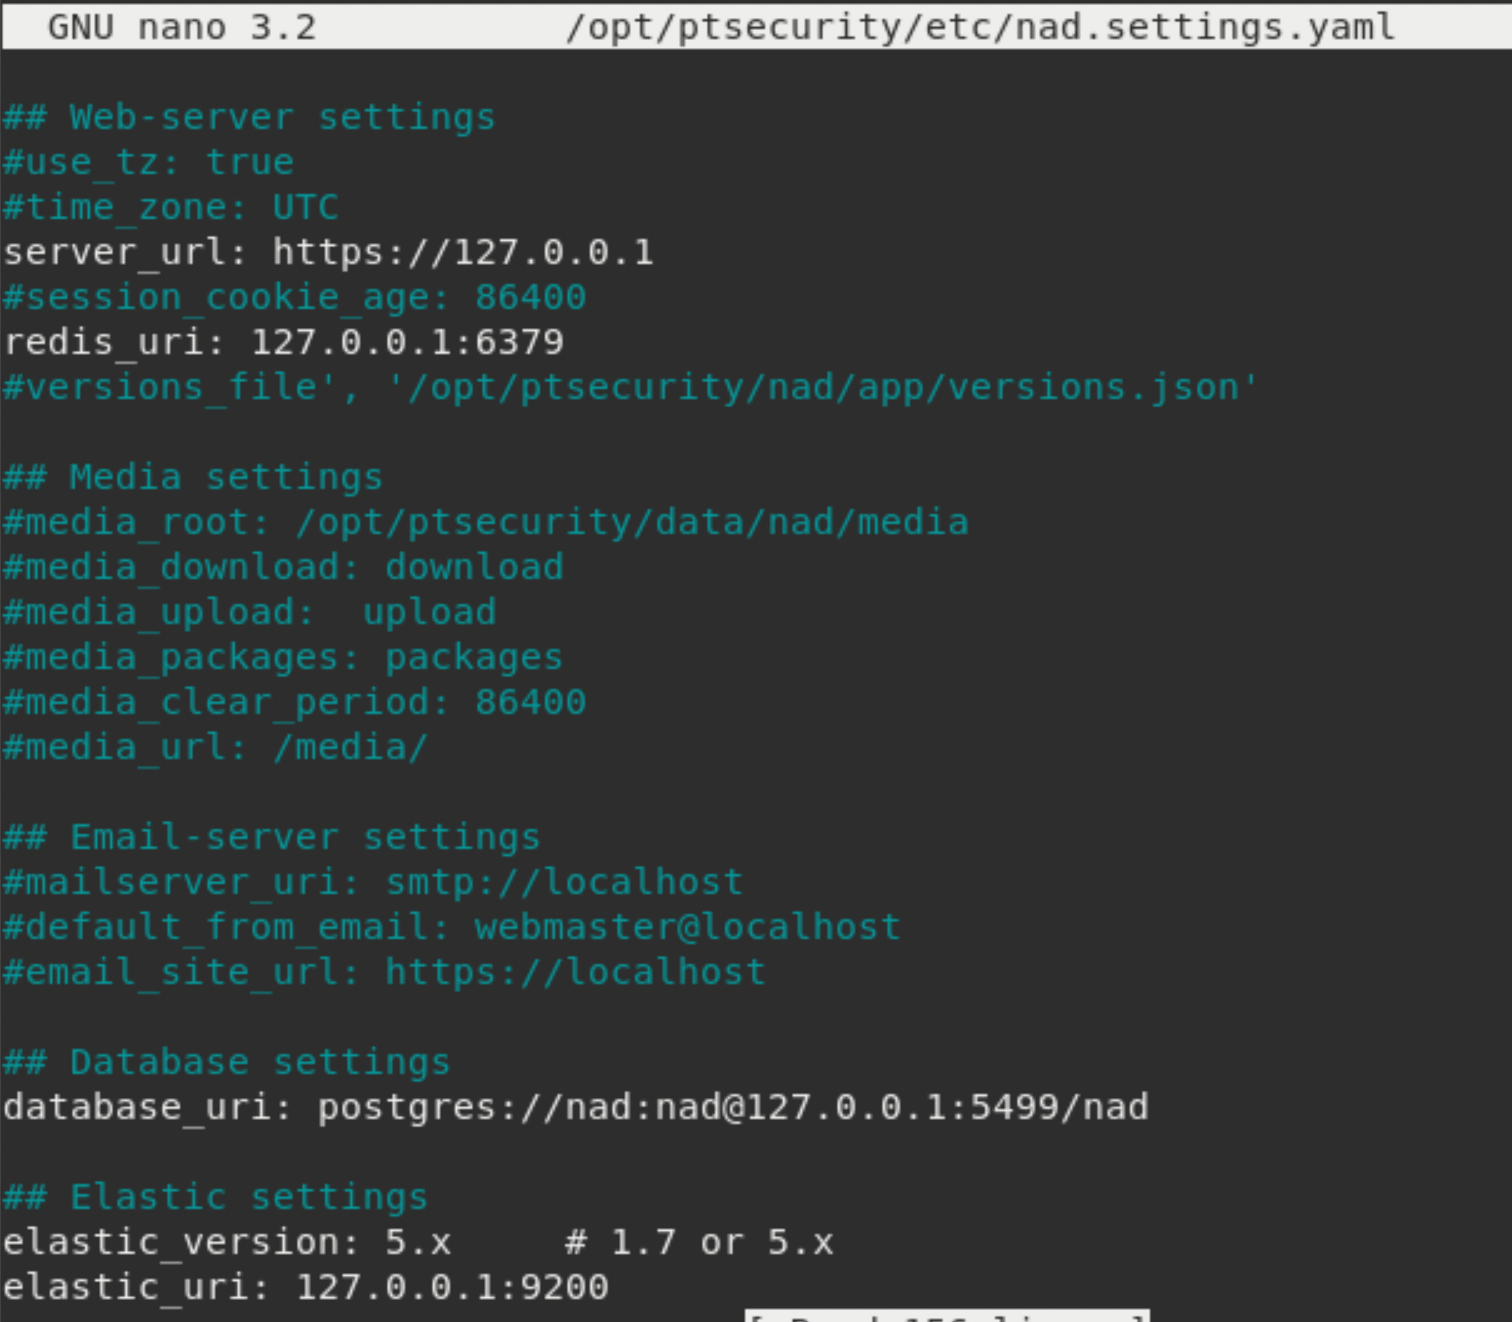 GNU nano 3.2 /opt/ptsecurity/etc/nad.settings.yaml
## Web-server settings
#use_tz: true
#time_zone: UTC
server_url: https://127.0.0.1
#session_cookie_age: 86400
redis_uri: 127.0.0.1:6379
#versions_file', '/opt/ptsecurity/nad/app/versions.json'
## Media settings
#media_root: /opt/ptsecurity/data/nad/media
#media_download: download
#media_upload:  upload
#media_packages: packages
#media_clear_period: 86400
#media_url: /media/
## Email-server settings
#mailserver_uri: smtp://localhost
#default_from_email: webmaster@localhost
#email_site_url: https://localhost
## Database settings
database_uri: postgres://nad:nad@127.0.0.1:5499/nad
## Elastic settings
elastic_version: 5.x     # 1.7 or 5.x
elastic_uri: 127.0.0.1:9200